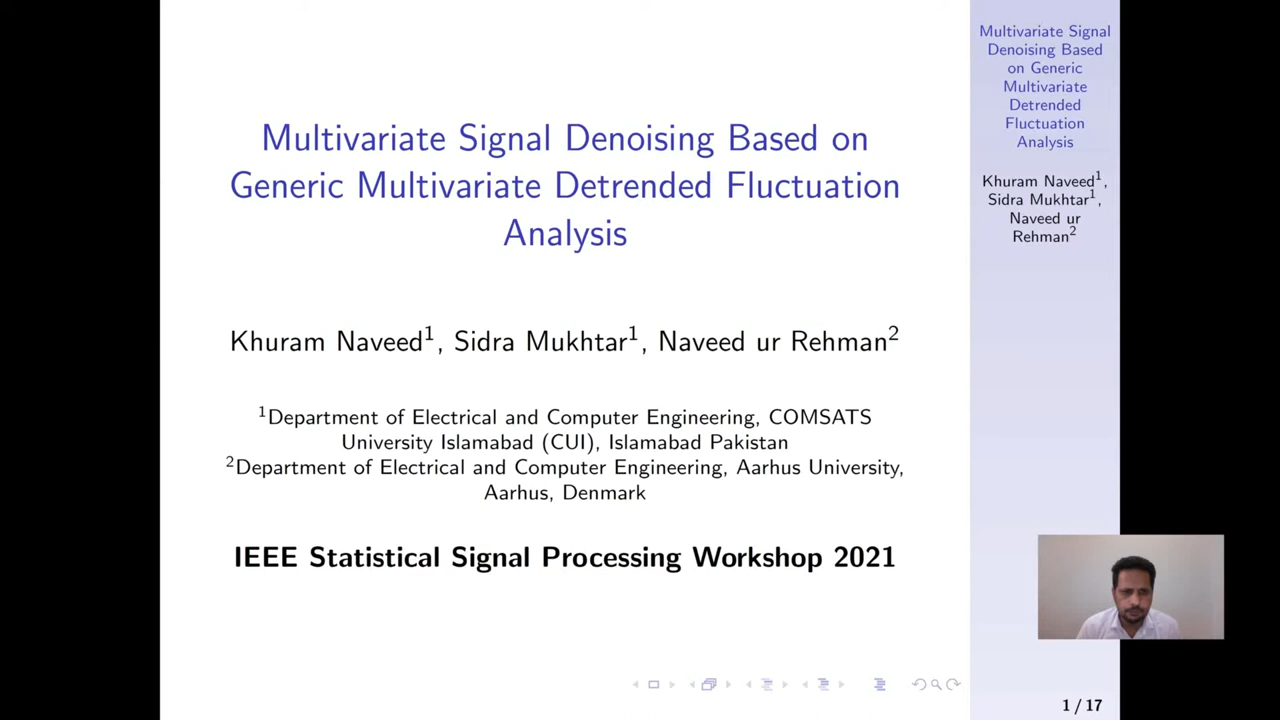 Multivariate Signal Denoising Based on
Generic Multivariate Detrended Fluctuation
Analysis
Khuram Naveed1, Sidra Mukhtar1, Naveed ur Rehman2
1Department of Electrical and Computer Engineering, COMSATS
University Islamabad (CUI), Islamabad Pakistan
2Department of Electrical and Computer Engineering, Aarhus University,
Aarhus, Denmark
IEEE Statistical Signal Processing Workshop 2021
Multivariate Signal
Denoising Based
on Generic
Multivariate
Detrended
Fluctuation
Analysis
Khuram Naveed1,
Sidra Mukhtar1,
Naveed ur
Rehman2
1 / 17